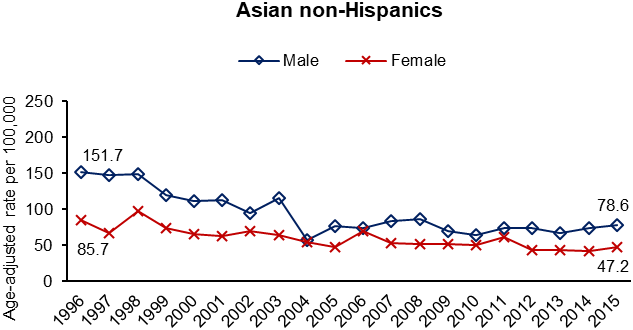 Asian non-Hispanics
Male Female
Age-adjusted rate per 100,000
250
200
150
100
50
0
151.7
85.7
78.6
47.2
1996 1997 1998 1999 2000 2001 2002 2003 2004 2005 2006 2007 2008 2009 2010 2011 2012 2013 2014 2015